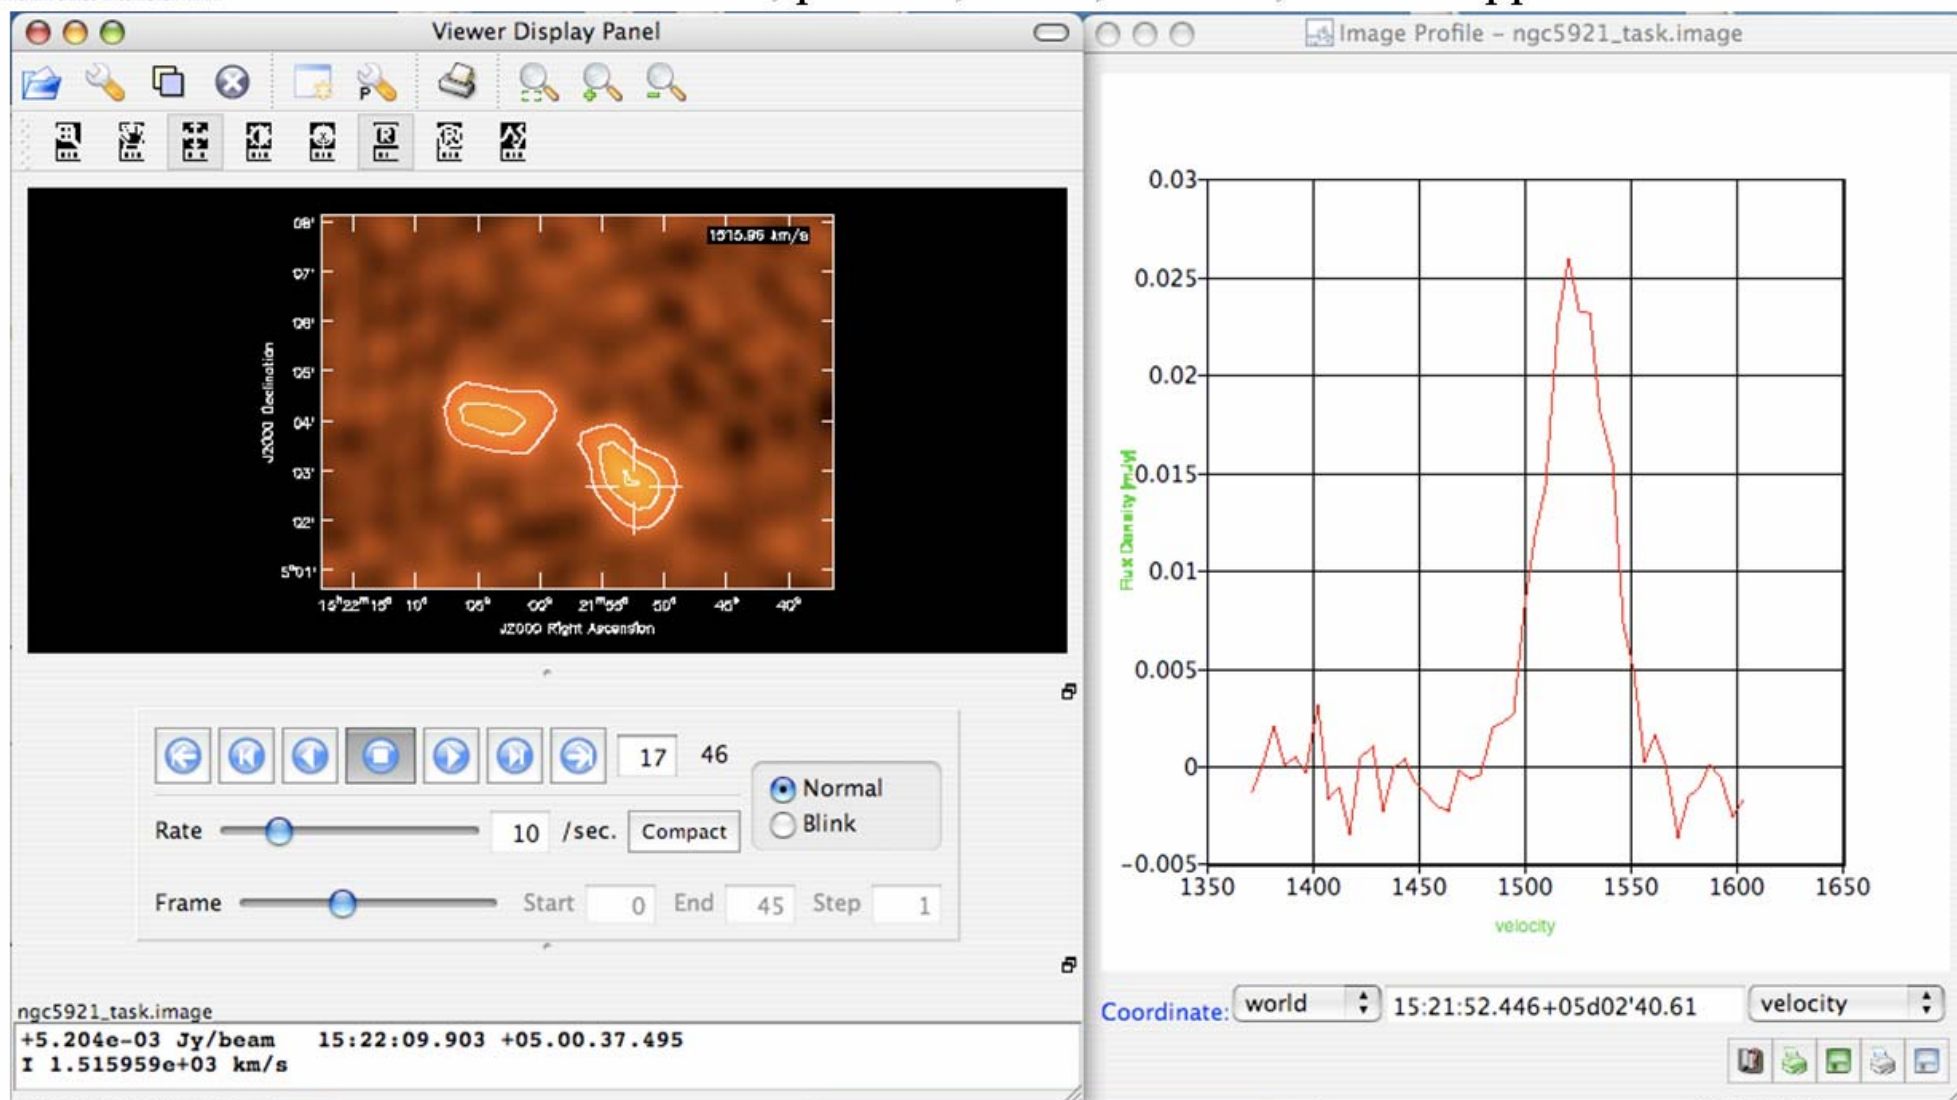 Viewer Display Panel
1515.96 km/s
08'
07'
06'
05'
04'
03'
02'
5°01'
J2000 Declination
15ʰ22ᵐ15ˢ 10ˢ 05ˢ 00ˢ 21ᵐ55ˢ 50ˢ 45ˢ 40ˢ
J2000 Right Ascension
17 46
Normal
Blink
Rate 10 /sec. Compact
Frame Start 0 End 45 Step 1
ngc5921_task.image
+5.204e-03 Jy/beam 15:22:09.903 +05.00.37.495
I 1.515959e+03 km/s
Image Profile - ngc5921_task.image
0.03
0.025
0.02
0.015
0.01
0.005
0
-0.005
Flux Density [mJy]
1350 1400 1450 1500 1550 1600 1650
velocity
Coordinate: world 15:21:52.446+05d02'40.61 velocity